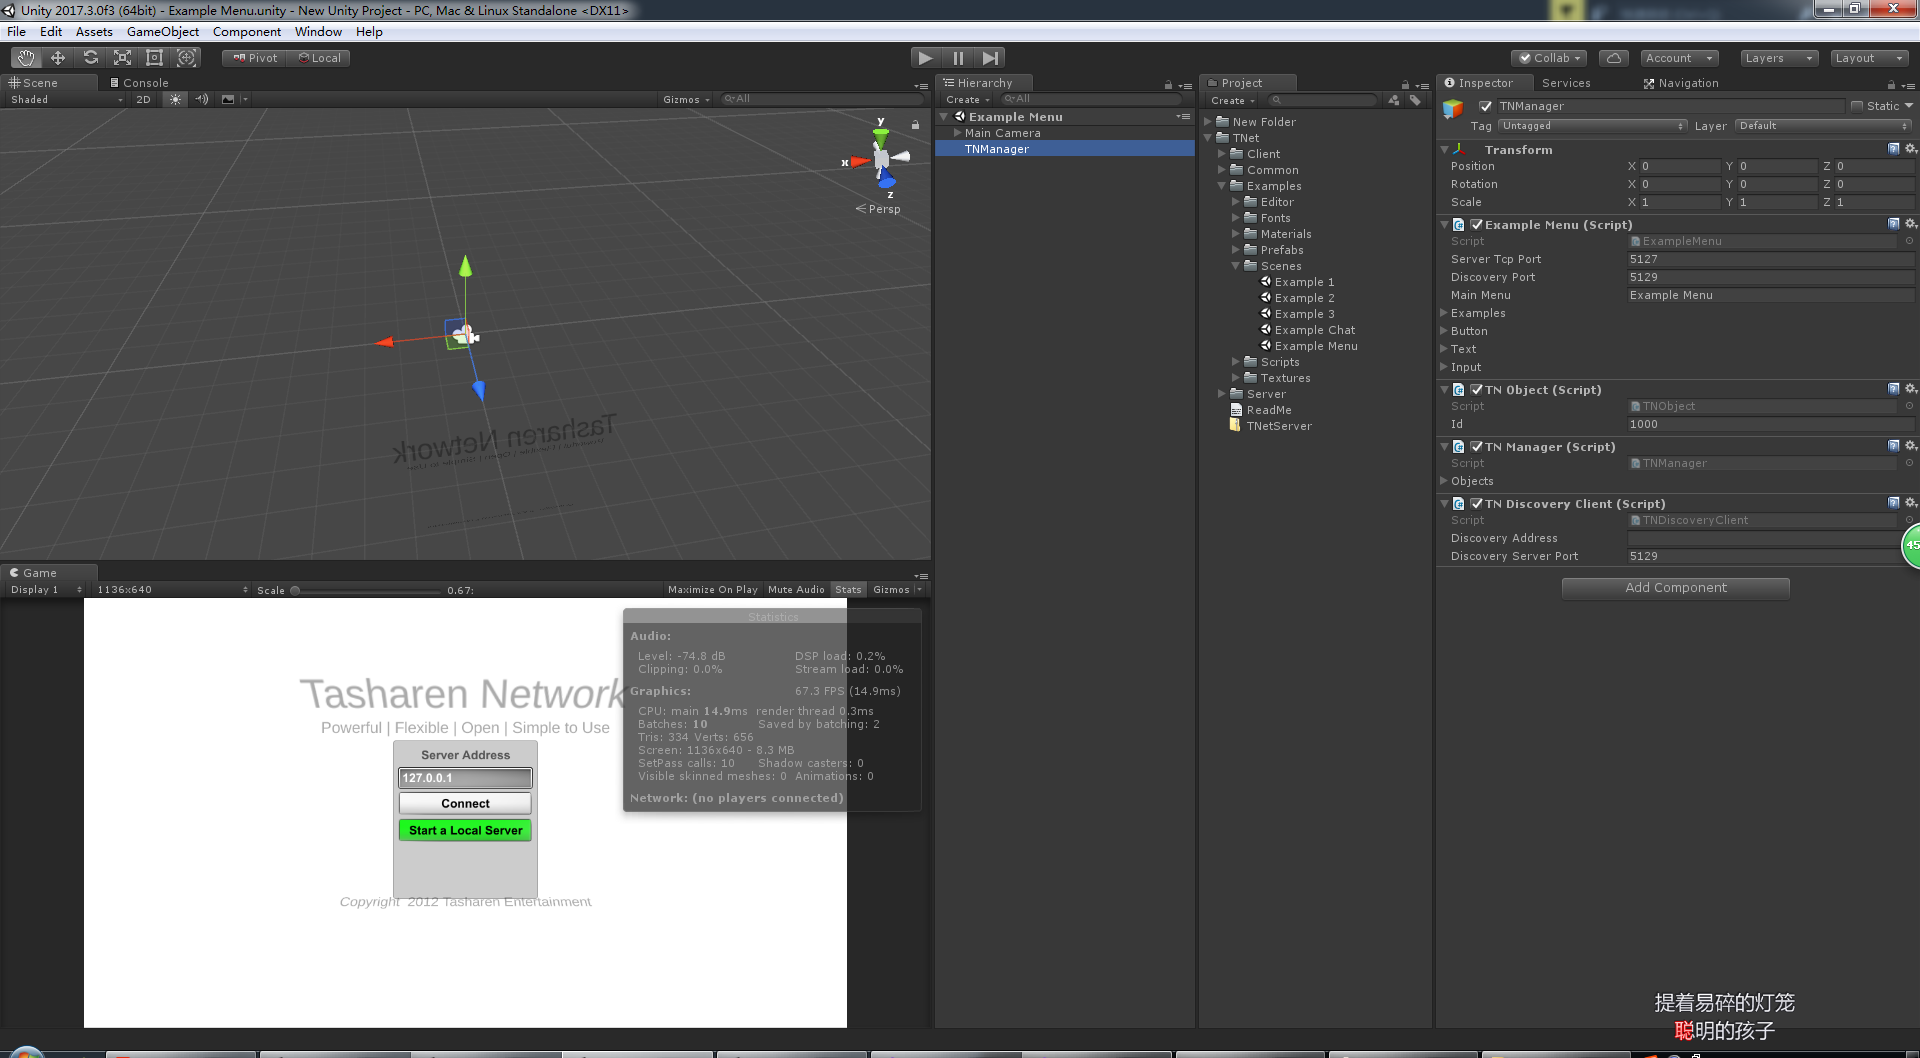 Unity 2017.3.0f3 (64bit) - Example Menu.unity - New Unity Project - PC, Mac & Linux Standalone <DX11>
File Edit Assets GameObject Component Window Help
Pivot Local
Collab Account Layers Layout
Scene Console
Shaded 2D Gizmos All
y
x
z
Persp
Tasharen Network
Game
Display 1 1136x640 Scale 0.67: Maximize On Play Mute Audio Stats Gizmos
Tasharen Network
Powerful | Flexible | Open | Simple to Use
Server Address
127.0.0.1
Connect
Start a Local Server
Copyright 2012 Tasharen Entertainment
Statistics
Audio:
Level: -74.8 dB DSP load: 0.2%
Clipping: 0.0% Stream load: 0.0%
Graphics: 67.3 FPS (14.9ms)
CPU: main 14.9ms render thread 0.3ms
Batches: 10 Saved by batching: 2
Tris: 334 Verts: 656
Screen: 1136x640 - 8.3 MB
SetPass calls: 10 Shadow casters: 0
Visible skinned meshes: 0 Animations: 0
Network: (no players connected)
Hierarchy
Create All
Example Menu
Main Camera
TNManager
Project
Create
New Folder
TNet
Client
Common
Examples
Editor
Fonts
Materials
Prefabs
Scenes
Example 1
Example 2
Example 3
Example Chat
Example Menu
Scripts
Textures
Server
ReadMe
TNetServer
Inspector Services Navigation
TNManager Static
Tag Untagged Layer Default
Transform
Position X 0 Y 0 Z 0
Rotation X 0 Y 0 Z 0
Scale X 1 Y 1 Z 1
Example Menu (Script)
Script ExampleMenu
Server Tcp Port 5127
Discovery Port 5129
Main Menu Example Menu
Examples
Button
Text
Input
TN Object (Script)
Script TNObject
Id 1000
TN Manager (Script)
Script TNManager
Objects
TN Discovery Client (Script)
Script TNDiscoveryClient
Discovery Address
Discovery Server Port 5129
45
Add Component
提着易碎的灯笼
聪明的孩子